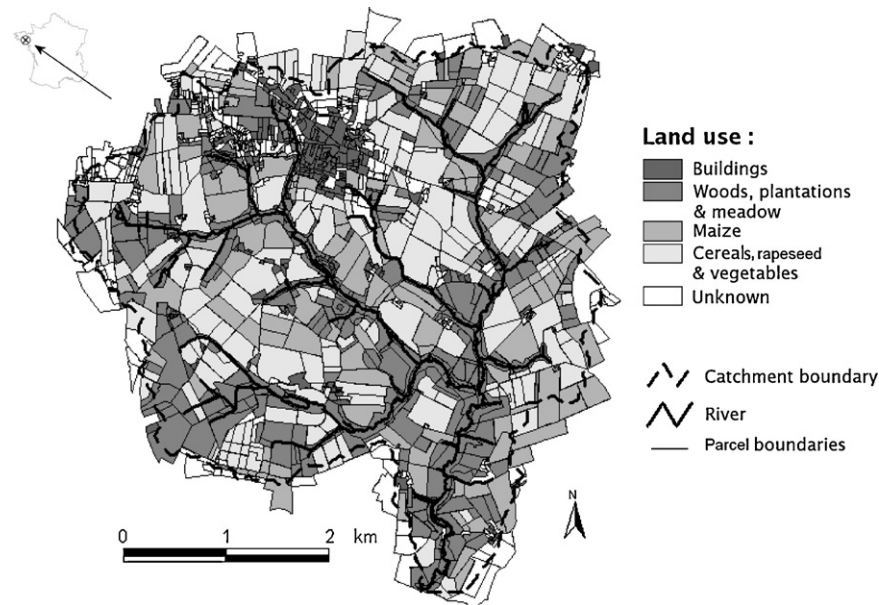 Land use :
Buildings
Woods, plantations
& meadow
Maize
Cereals, rapeseed
& vegetables
Unknown
Catchment boundary
River
Parcel boundaries
N
0 1 2 km